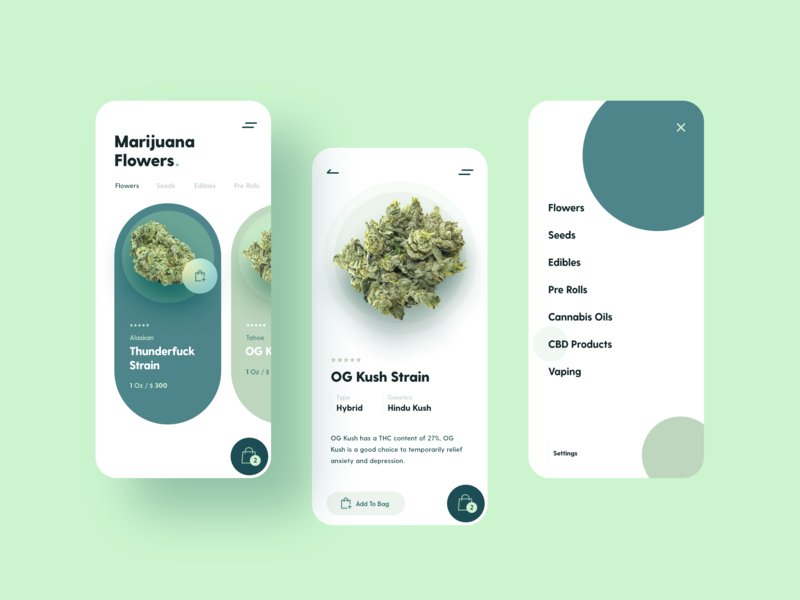 Marijuana
Flowers.
Flowers Seeds Edibles Pre Rolls
Alaskan
Thunderfuck
Strain
1 Oz / $ 300
Tahoe
OG K
1 Oz / $
2
OG Kush Strain
Type Genetics
Hybrid Hindu Kush
OG Kush has a THC content of 27%. OG
Kush is a good choice to temporarily relief
anxiety and depression.
Add To Bag
2
Flowers
Seeds
Edibles
Pre Rolls
Cannabis Oils
CBD Products
Vaping
Settings